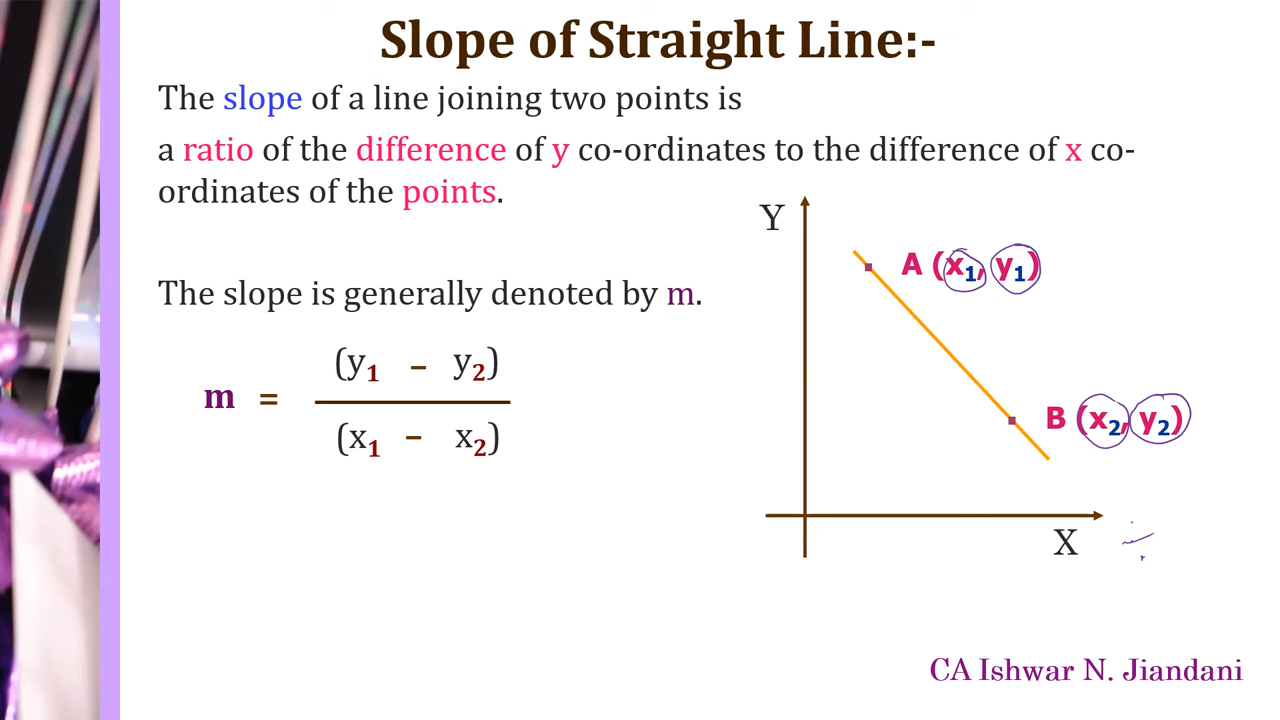 Slope of Straight Line:-
The slope of a line joining two points is
a ratio of the difference of y co-ordinates to the difference of x co-
ordinates of the points.
Y
A (x₁, y₁)
The slope is generally denoted by m.
m = (y₁ – y₂)
(x₁ – x₂)
B (x₂, y₂)
X
CA Ishwar N. Jiandani